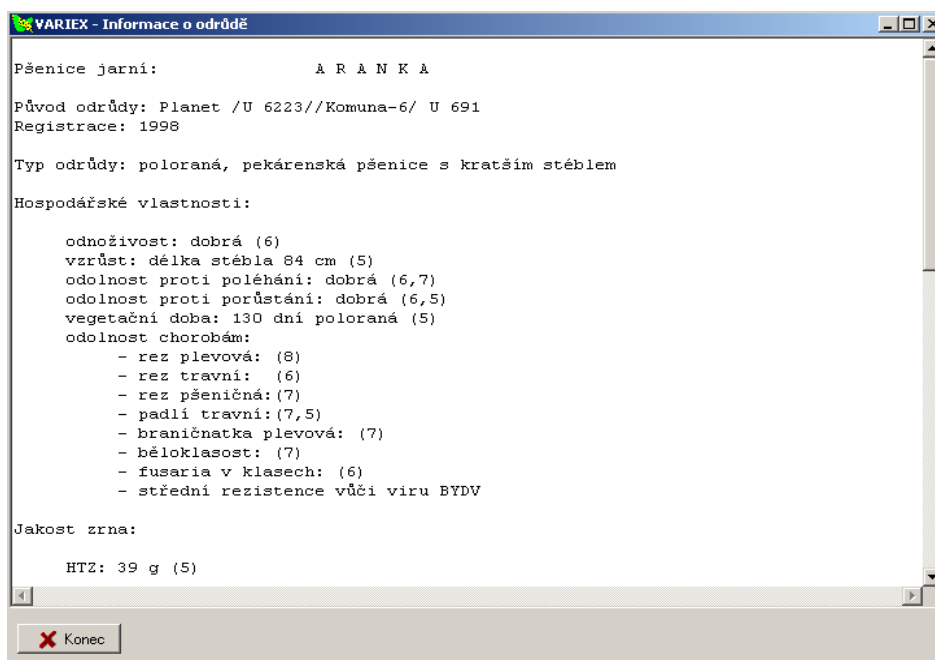 VARIEX - Informace o odrůdě
Pšenice jarní: A R A N K A
Původ odrůdy: Planet /U 6223//Komuna-6/ U 691
Registrace: 1998
Typ odrůdy: poloraná, pekárenská pšenice s kratším stéblem
Hospodářské vlastnosti:
odnoživost: dobrá (6)
vzrůst: délka stébla 84 cm (5)
odolnost proti poléhání: dobrá (6,7)
odolnost proti porůstání: dobrá (6,5)
vegetační doba: 130 dní poloraná (5)
odolnost chorobám:
- rez plevová: (8)
- rez travní: (6)
- rez pšeničná:(7)
- padlí travní:(7,5)
- braničnatka plevová: (7)
- běloklasost: (7)
- fusaria v klasech: (6)
- střední rezistence vůči viru BYDV
Jakost zrna:
HTZ: 39 g (5)
Konec